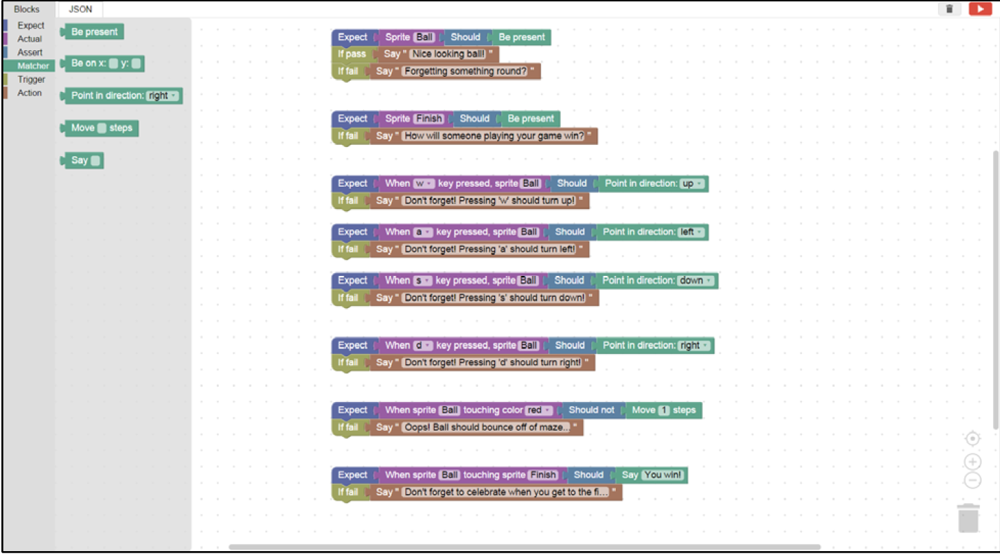 Blocks JSON
Expect
Actual
Assert
Matcher
Trigger
Action
Be present
Be on x: y:
Point in direction: right
Move steps
Say
Expect Sprite Ball Should Be present
If pass Say " Nice looking ball! "
If fail Say " Forgetting something round? "
Expect Sprite Finish Should Be present
If fail Say " How will someone playing your game win? "
Expect When w key pressed, sprite Ball Should Point in direction: up
If fail Say " Don't forget! Pressing 'w' should turn up! "
Expect When a key pressed, sprite Ball Should Point in direction: left
If fail Say " Don't forget! Pressing 'a' should turn left! "
Expect When s key pressed, sprite Ball Should Point in direction: down
If fail Say " Don't forget! Pressing 's' should turn down! "
Expect When d key pressed, sprite Ball Should Point in direction: right
If fail Say " Don't forget! Pressing 'd' should turn right! "
Expect When sprite Ball touching color red Should not Move 1 steps
If fail Say " Oops! Ball should bounce off of maze... "
Expect When sprite Ball touching sprite Finish Should Say You win!
If fail Say " Don't forget to celebrate when you get to the fi... "